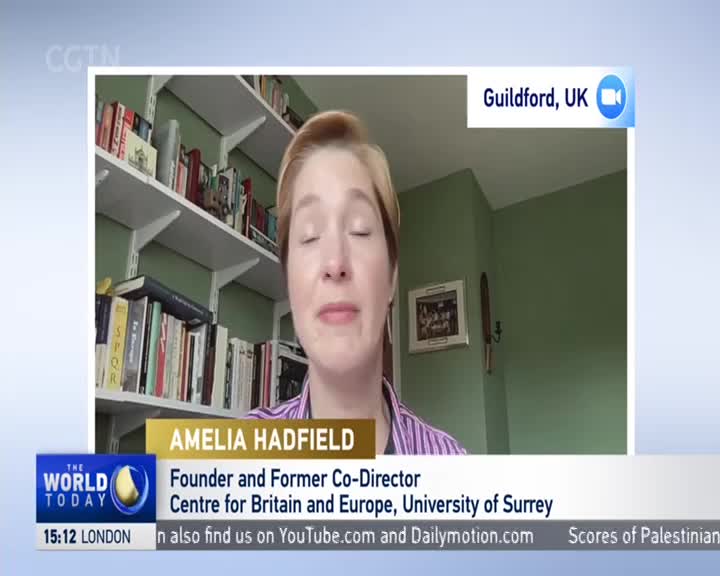 CGTN
Guildford, UK
SPQR
AMELIA HADFIELD
Founder and Former Co-Director
Centre for Britain and Europe, University of Surrey
THE
WORLD
TODAY
15:12 LONDON
n also find us on YouTube.com and Dailymotion.com Scores of Palestinian